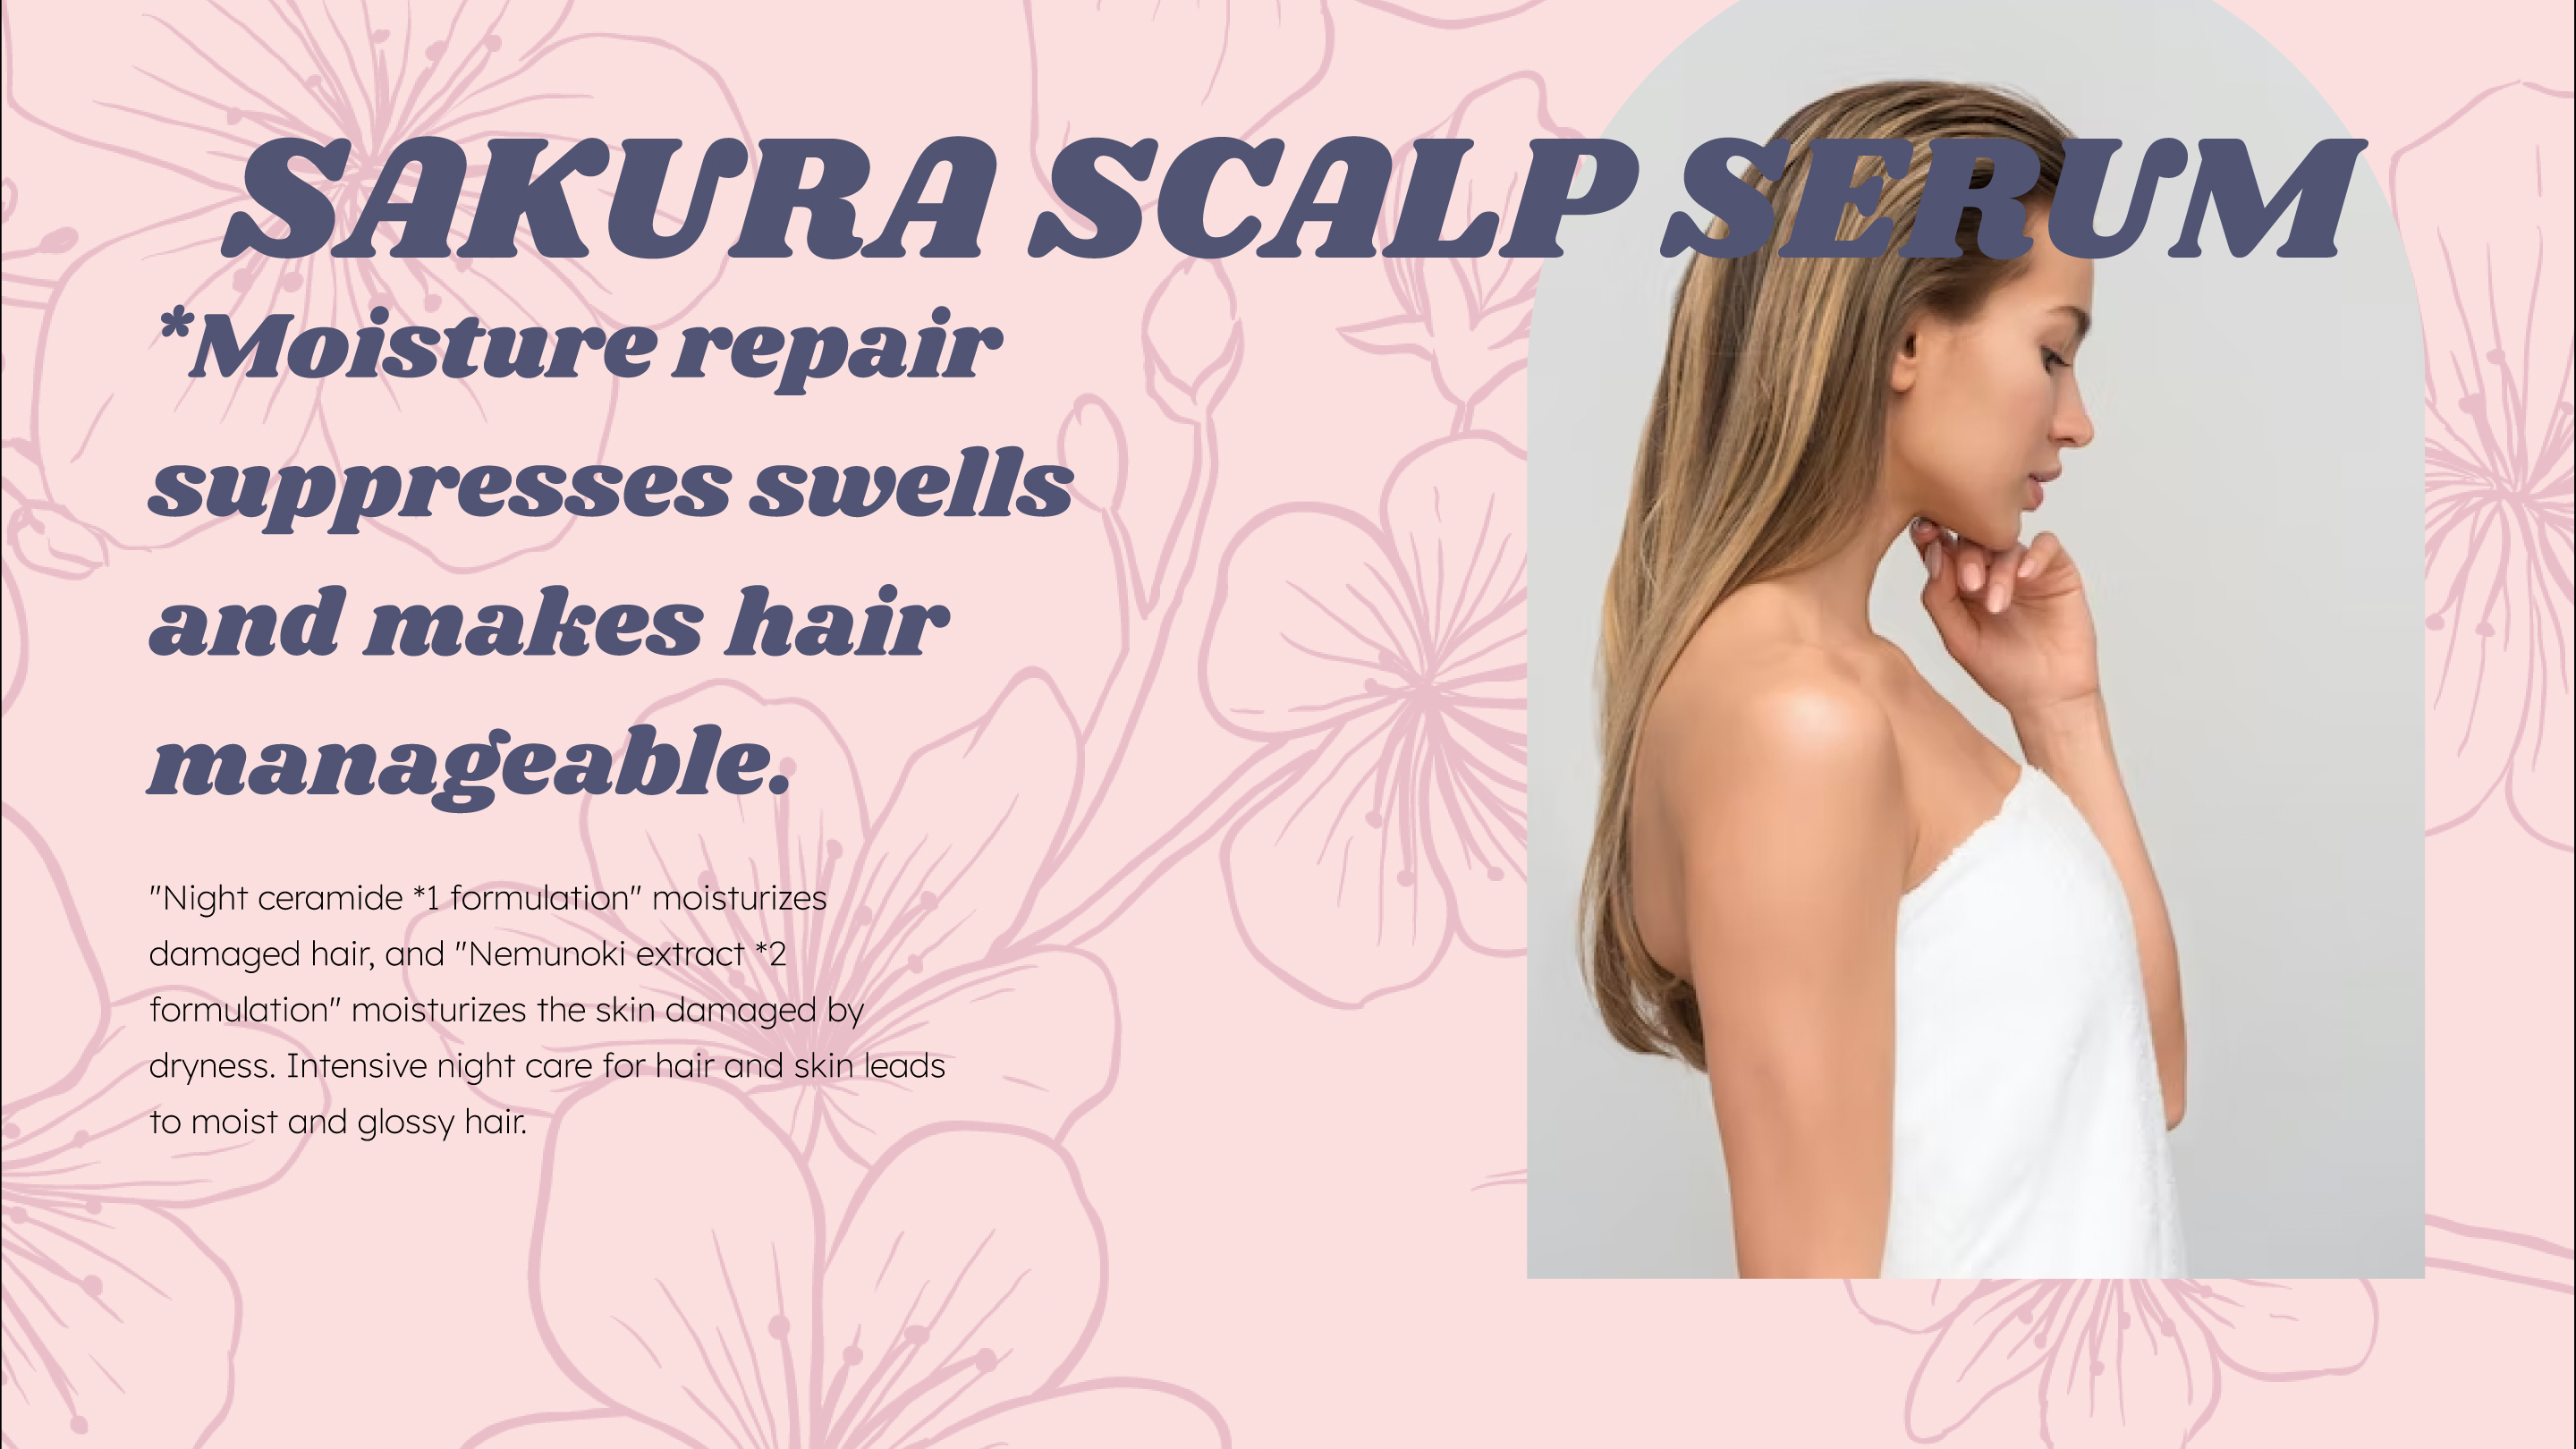 SAKURA SCALP SERUM
*Moisture repair
suppresses swells
and makes hair
manageable.
"Night ceramide *1 formulation" moisturizes
damaged hair, and "Nemunoki extract *2
formulation" moisturizes the skin damaged by
dryness. Intensive night care for hair and skin leads
to moist and glossy hair.